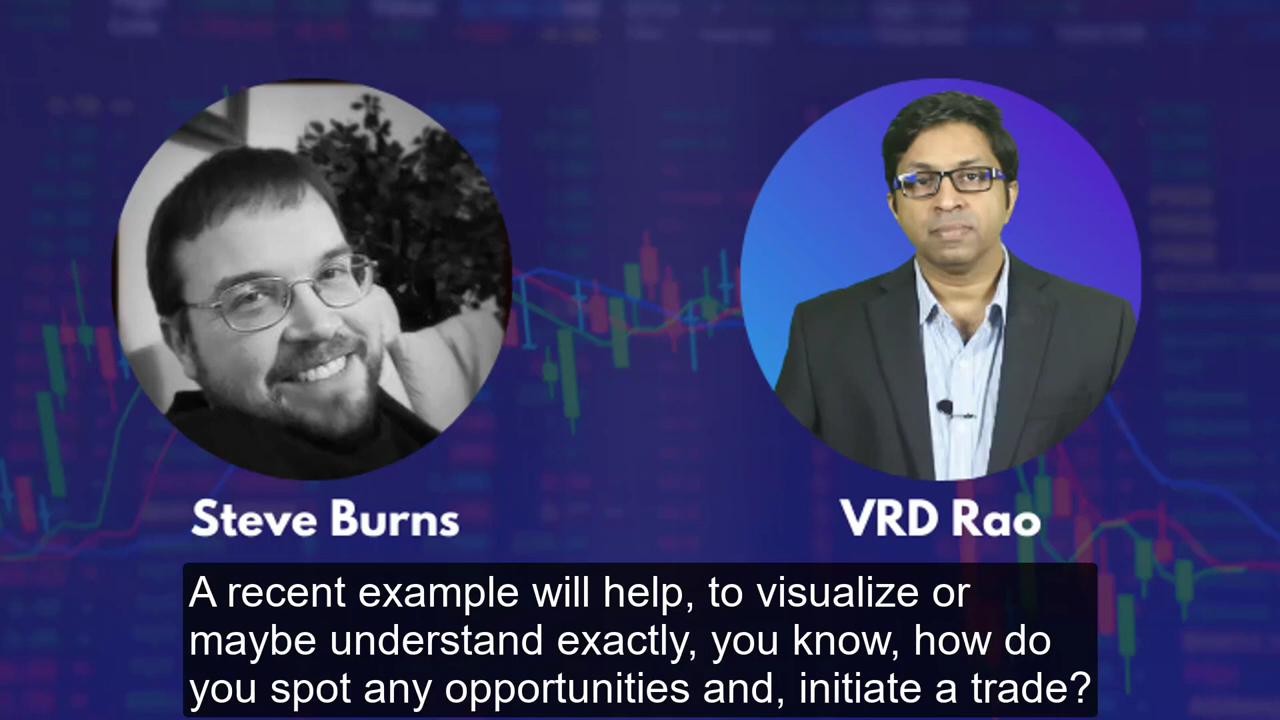 Steve Burns
VRD Rao
A recent example will help, to visualize or
maybe understand exactly, you know, how do
you spot any opportunities and, initiate a trade?